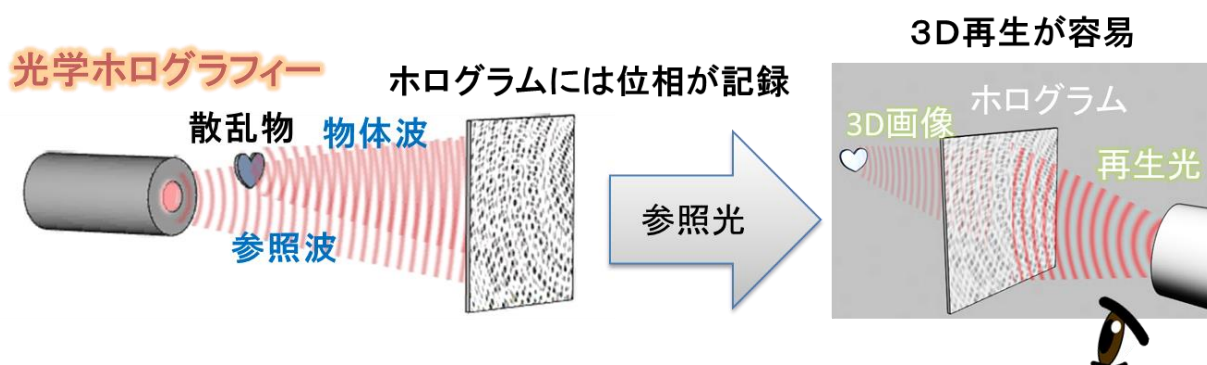 光学ホログラフィー
散乱物
物体波
参照波
ホログラムには位相が記録
参照光
3D再生が容易
ホログラム
3D画像
再生光